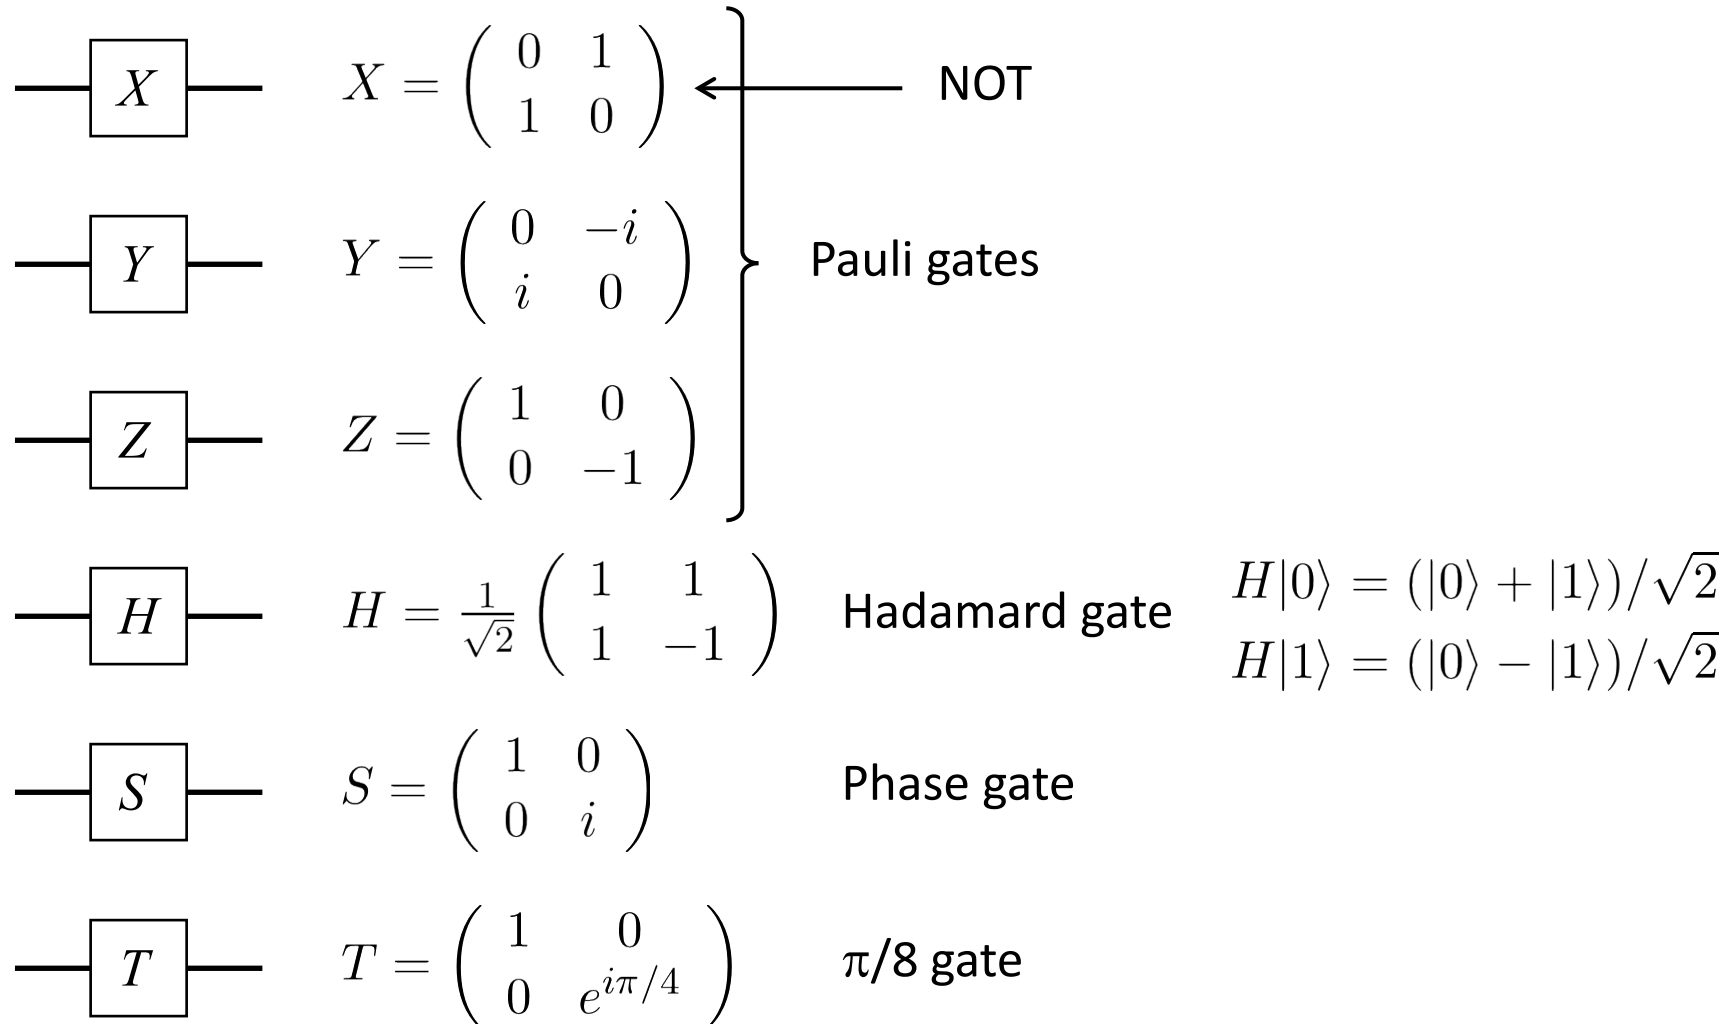 X X = ( 0 1 ; 1 0 ) NOT
Y Y = ( 0 −i ; i 0 ) Pauli gates
Z Z = ( 1 0 ; 0 −1 )
H H = 1/√2 ( 1 1 ; 1 −1 ) Hadamard gate H|0⟩ = (|0⟩ + |1⟩)/√2
H|1⟩ = (|0⟩ − |1⟩)/√2
S S = ( 1 0 ; 0 i ) Phase gate
T T = ( 1 0 ; 0 e^{iπ/4} ) π/8 gate